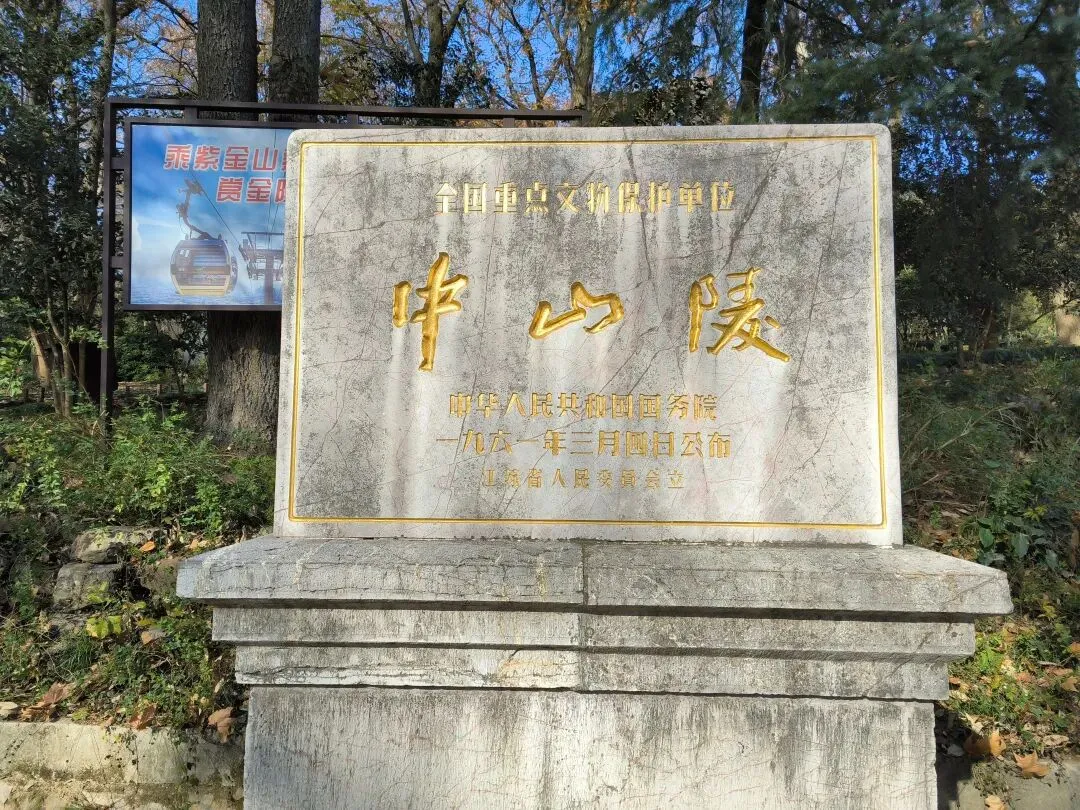 乘紫金山
赏金
全国重点文物保护单位
中山陵
中华人民共和国国务院
一九六一年三月四日公布
江苏省人民委员会立